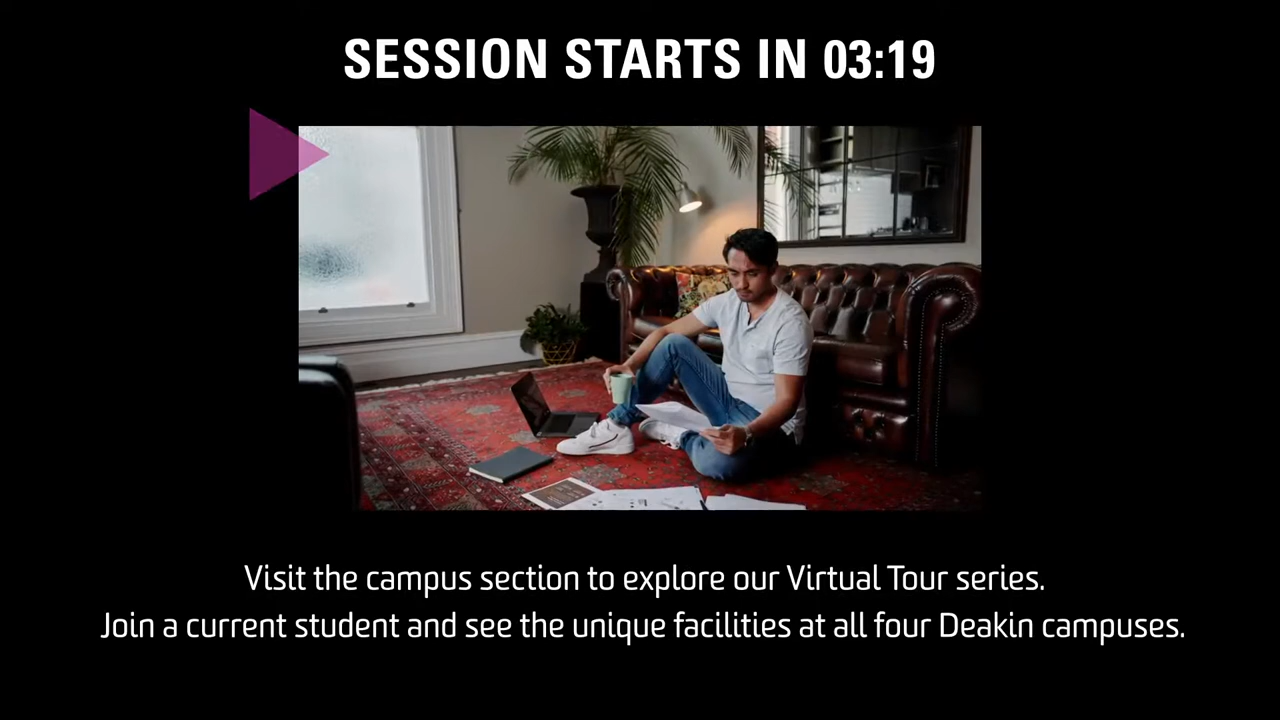 SESSION STARTS IN 03:19
Visit the campus section to explore our Virtual Tour series.
Join a current student and see the unique facilities at all four Deakin campuses.